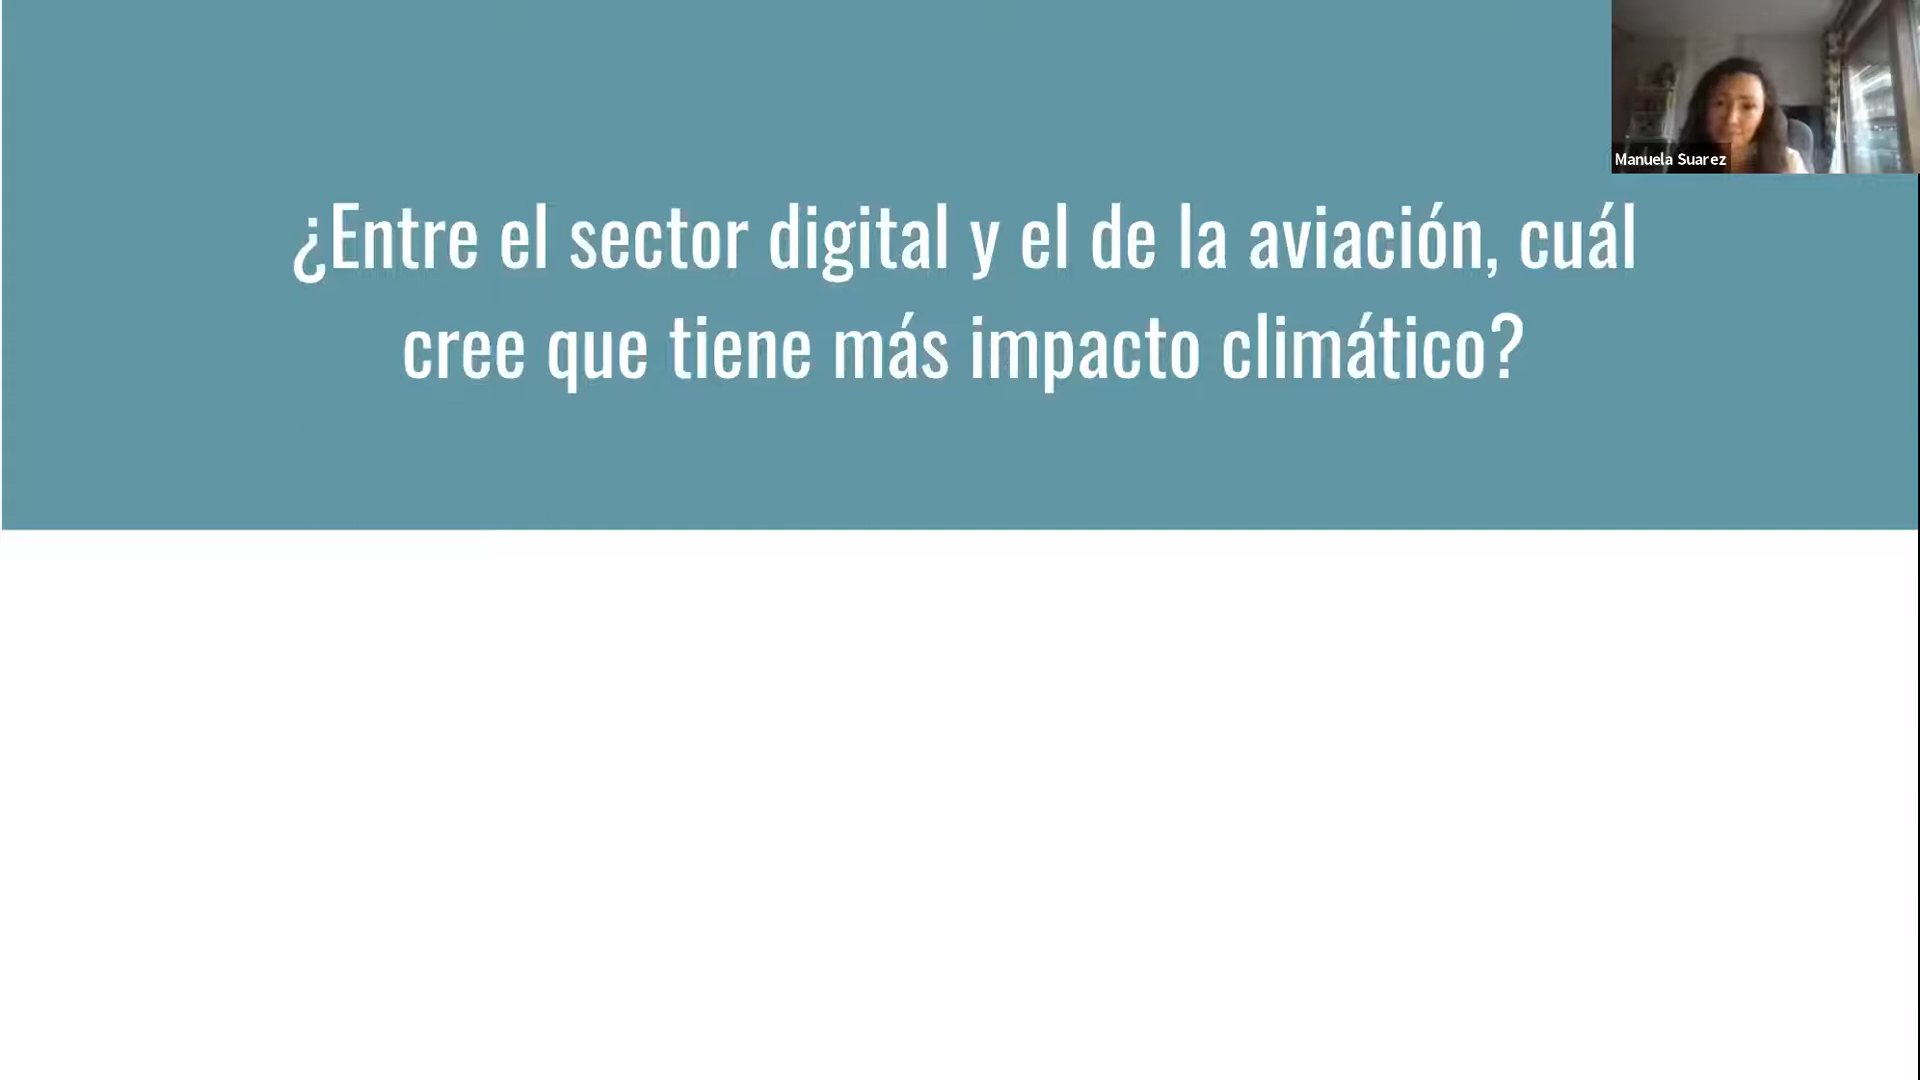 ¿Entre el sector digital y el de la aviación, cuál
cree que tiene más impacto climático?
Manuela Suarez